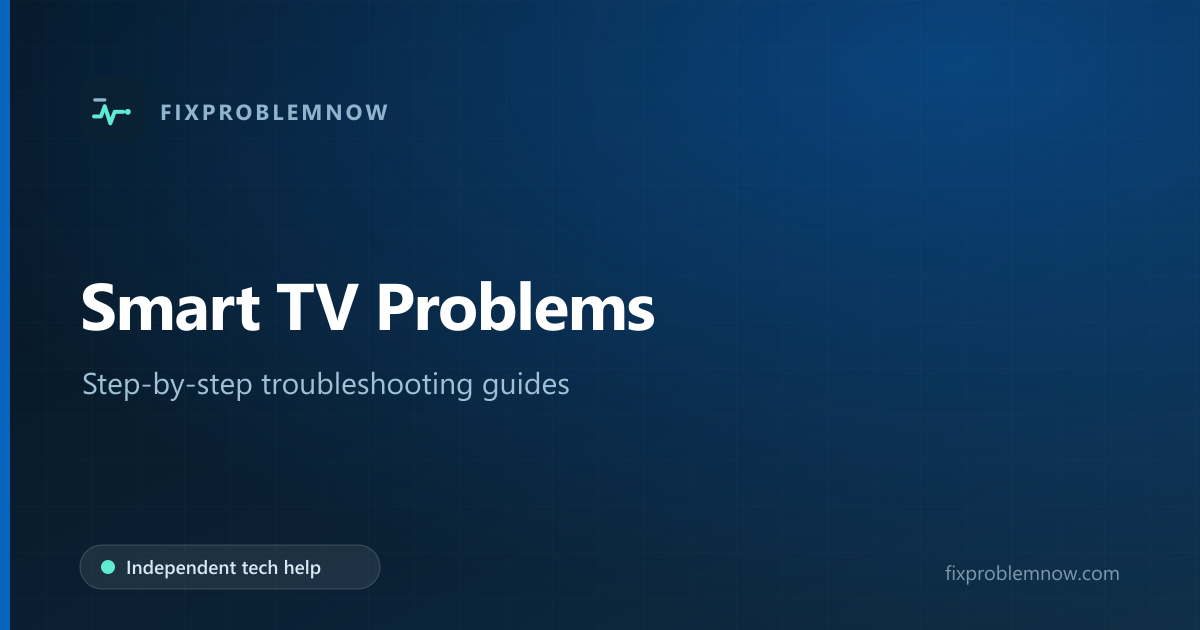 FIXPROBLEMNOW
Smart TV Problems
Step-by-step troubleshooting guides
Independent tech help
fixproblemnow.com